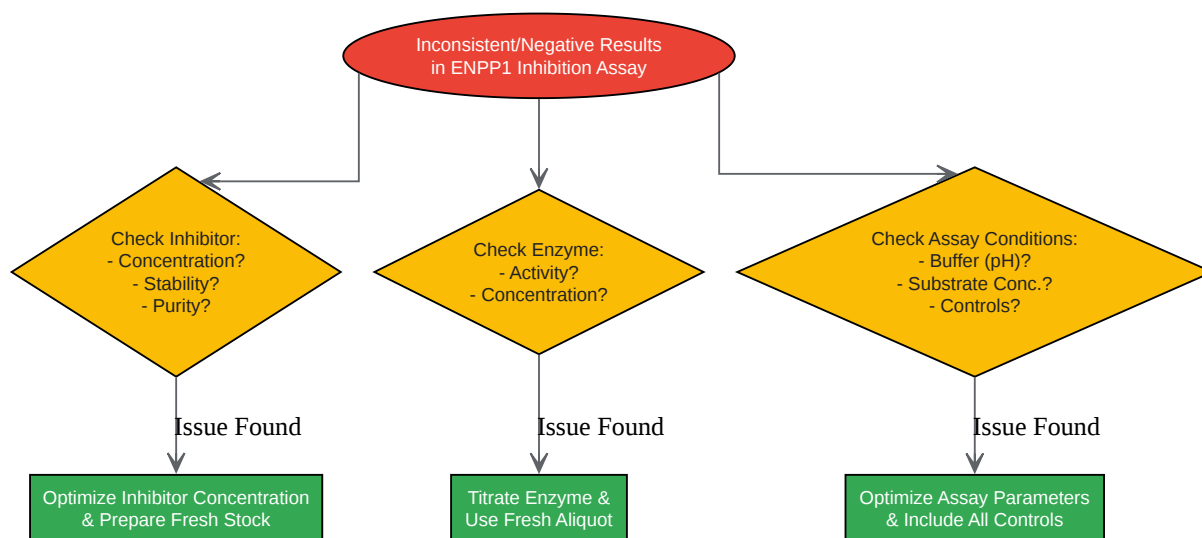 Inconsistent/Negative Results
in ENPP1 Inhibition Assay
Check Inhibitor:
- Concentration?
- Stability?
- Purity?
Check Enzyme:
- Activity?
- Concentration?
Check Assay Conditions:
- Buffer (pH)?
- Substrate Conc.?
- Controls?
Issue Found
Issue Found
Issue Found
Optimize Inhibitor Concentration
& Prepare Fresh Stock
Titrate Enzyme &
Use Fresh Aliquot
Optimize Assay Parameters
& Include All Controls